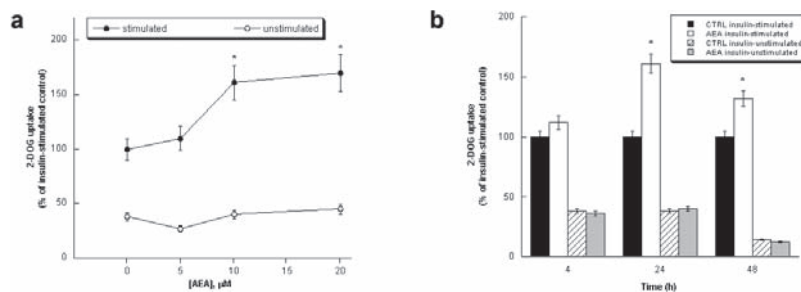 a
stimulated
unstimulated
2-DOG uptake
(% of insulin-stimulated control)
200
150
100
50
0
*
*
0
5
10
15
20
[AEA], µM
b
CTRL insulin-stimulated
AEA insulin-stimulated
CTRL insulin-unstimulated
AEA insulin-unstimulated
2-DOG uptake
(% of insulin-stimulated control)
200
150
100
50
0
*
*
4
24
48
Time (h)